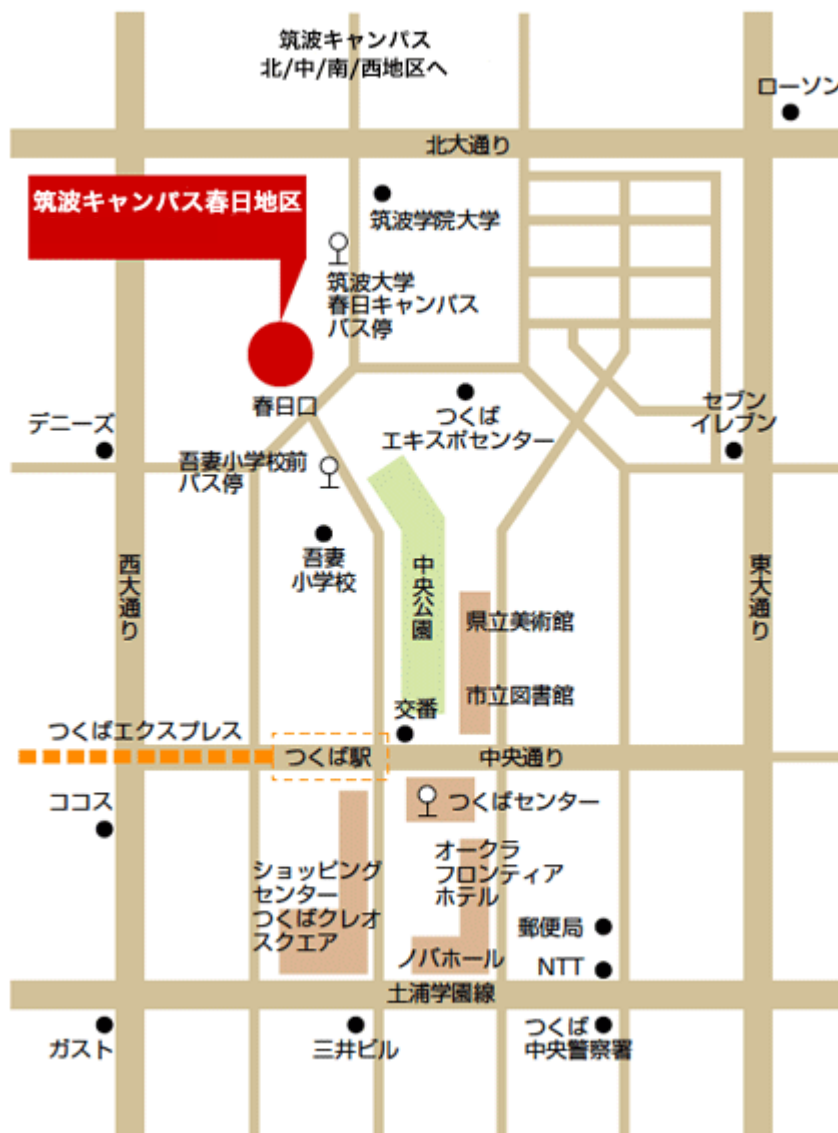 筑波キャンパス
北/中/南/西地区へ
ローソン
北大通り
筑波キャンパス春日地区
筑波学院大学
筑波大学
春日キャンパス
バス停
春日口
デニーズ
つくば
エキスポセンター
セブン
イレブン
吾妻小学校前
バス停
吾妻
小学校
西大通り
中央公園
東大通り
県立美術館
市立図書館
交番
つくばエクスプレス
つくば駅
中央通り
ココス
つくばセンター
オークラ
フロンティア
ホテル
ショッピング
センター
つくばクレオ
スクエア
郵便局
ノバホール
NTT
土浦学園線
ガスト
三井ビル
つくば
中央警察署